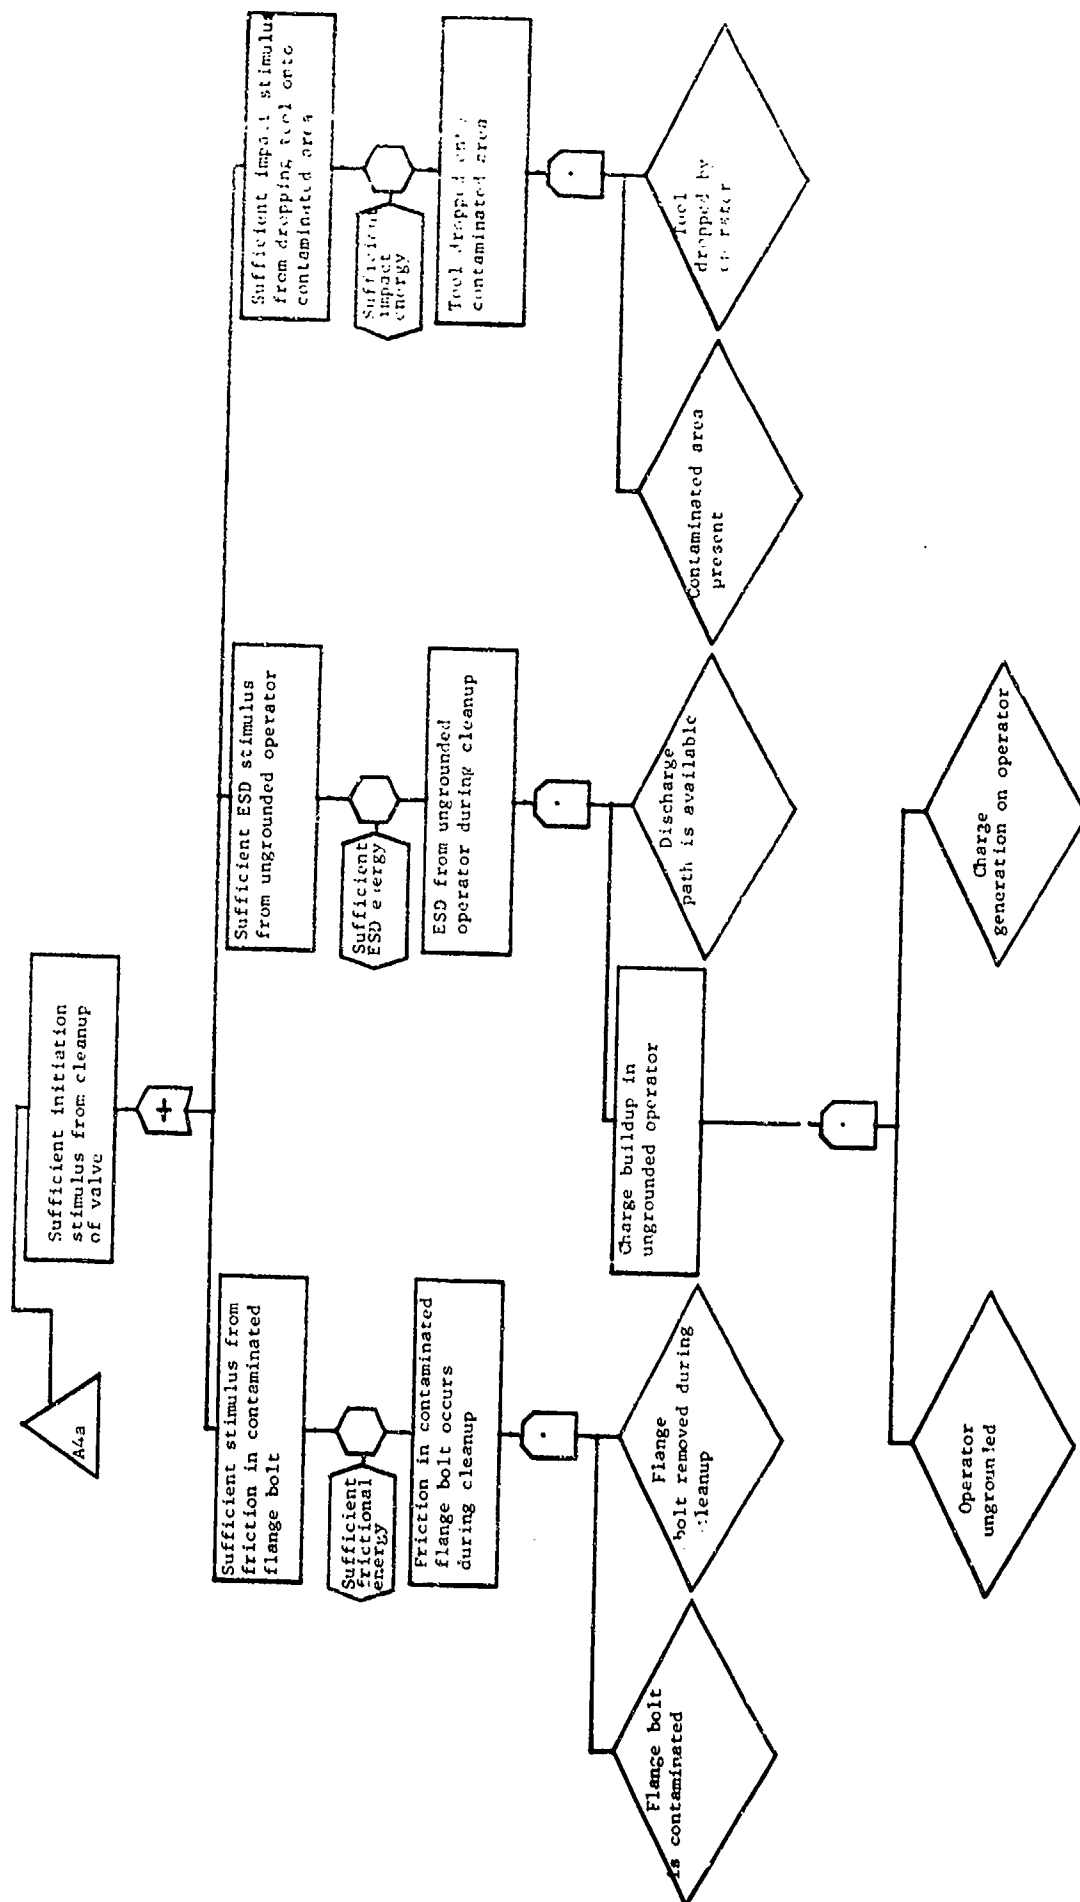 A4a
Sufficient initiation
stimulus from cleanup
of valve
+
Sufficient stimulus from
friction in contaminated
flange bolt
Sufficient
frictional
energy
Friction in contaminated
flange bolt occurs
during cleanup
Flange bolt
is contaminated
Flange
bolt removed during
cleanup
Sufficient ESD stimulus
from ungrounded operator
Sufficient
ESD energy
ESD from ungrounded
operator during cleanup
Charge buildup in
ungrounded operator
Discharge
path is available
Operator
ungrounded
Charge
generation on operator
Sufficient impact stimulus
from dropping tool onto
contaminated area
Sufficient
impact
energy
Tool dropped onto
contaminated area
Contaminated area
present
Tool
dropped by
operator